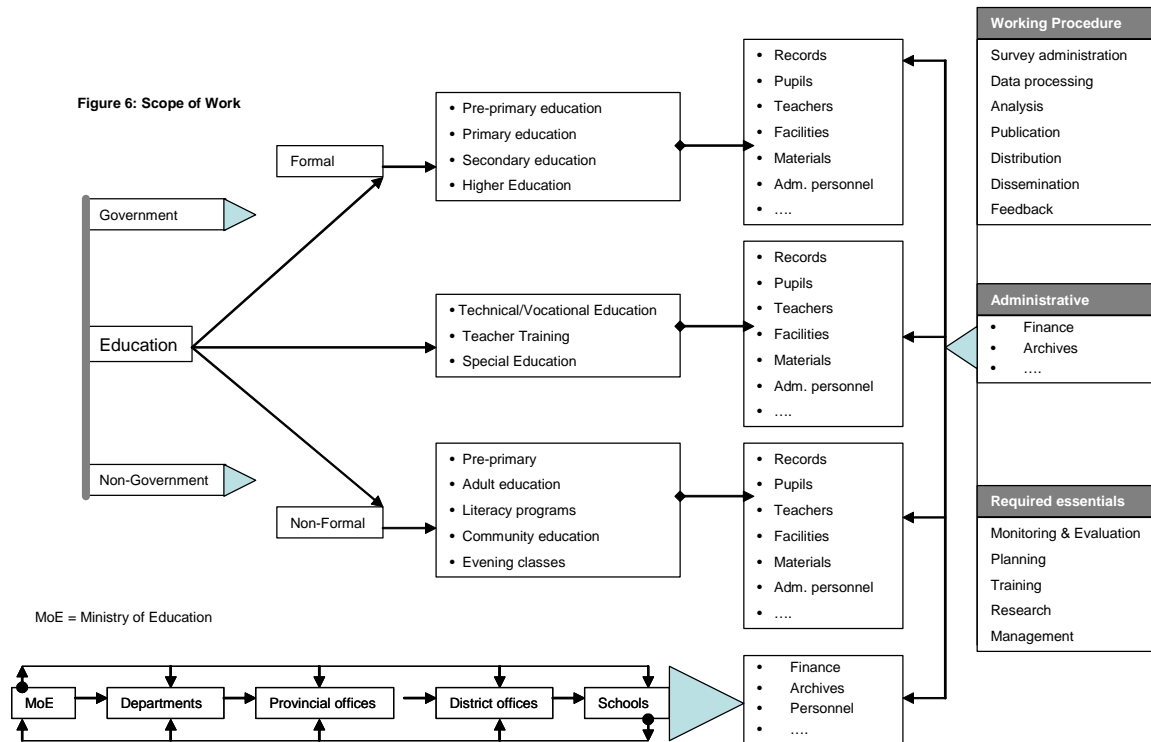 Figure 6: Scope of Work
Government
Education
Non-Government
Formal
Non-Formal
• Pre-primary education
• Primary education
• Secondary education
• Higher Education
• Technical/Vocational Education
• Teacher Training
• Special Education
• Pre-primary
• Adult education
• Literacy programs
• Community education
• Evening classes
• Records
• Pupils
• Teachers
• Facilities
• Materials
• Adm. personnel
• ....
• Records
• Pupils
• Teachers
• Facilities
• Materials
• Adm. personnel
• ....
• Records
• Pupils
• Teachers
• Facilities
• Materials
• Adm. personnel
• ....
Working Procedure
Survey administration
Data processing
Analysis
Publication
Distribution
Dissemination
Feedback
Administrative
• Finance
• Archives
• ....
Required essentials
Monitoring & Evaluation
Planning
Training
Research
Management
MoE = Ministry of Education
MoE
Departments
Provincial offices
District offices
Schools
• Finance
• Archives
• Personnel
• ....